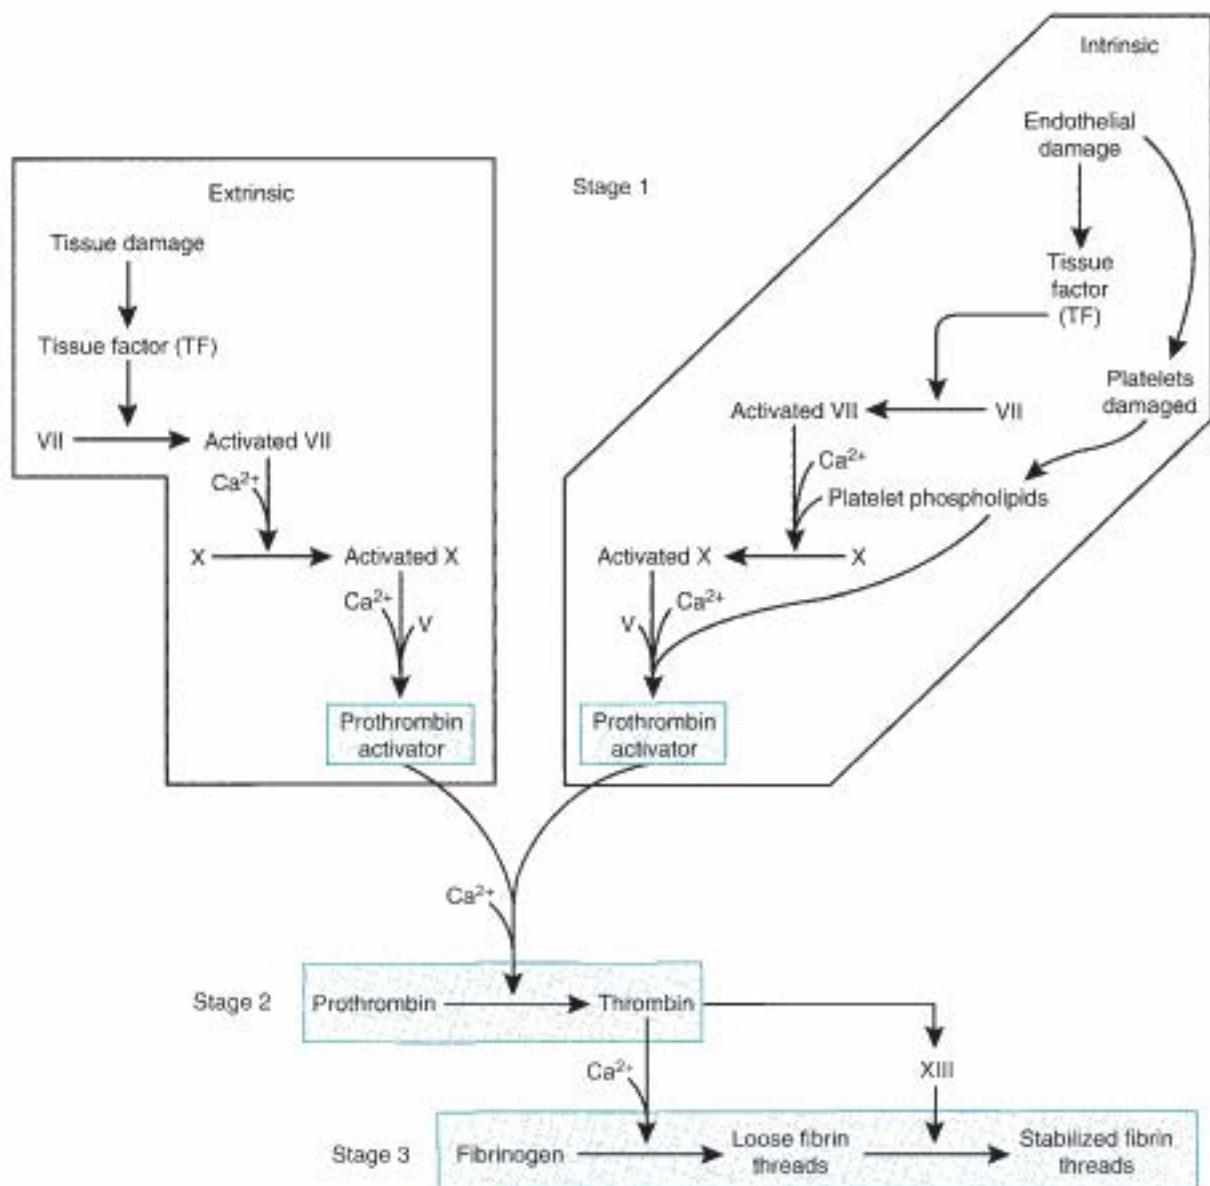 Extrinsic
Tissue damage
Tissue factor (TF)
VII
Activated VII
Ca²⁺
X
Activated X
Ca²⁺
V
Prothrombin
activator
Stage 1
Intrinsic
Endothelial
damage
Tissue
factor
(TF)
Platelets
damaged
Activated VII
VII
Ca²⁺
Platelet phospholipids
Activated X
X
Ca²⁺
V
Prothrombin
activator
Ca²⁺
Stage 2
Prothrombin
Thrombin
Ca²⁺
XIII
Stage 3
Fibrinogen
Loose fibrin
threads
Stabilized fibrin
threads